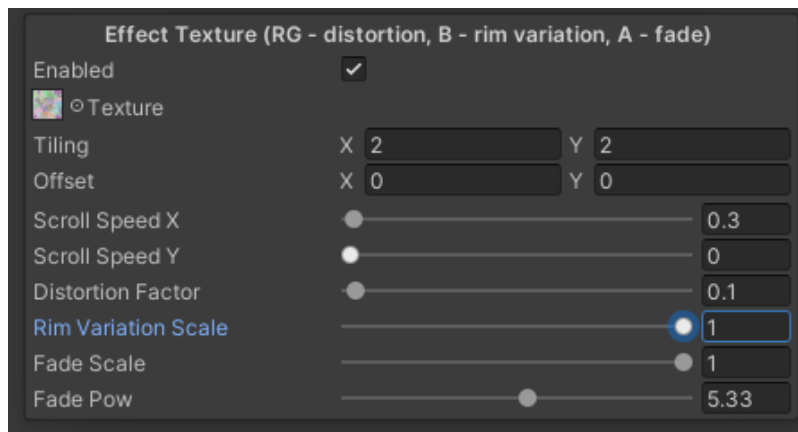 Effect Texture (RG - distortion, B - rim variation, A - fade)
Enabled
Texture
Tiling X 2 Y 2
Offset X 0 Y 0
Scroll Speed X 0.3
Scroll Speed Y 0
Distortion Factor 0.1
Rim Variation Scale 1
Fade Scale 1
Fade Pow 5.33